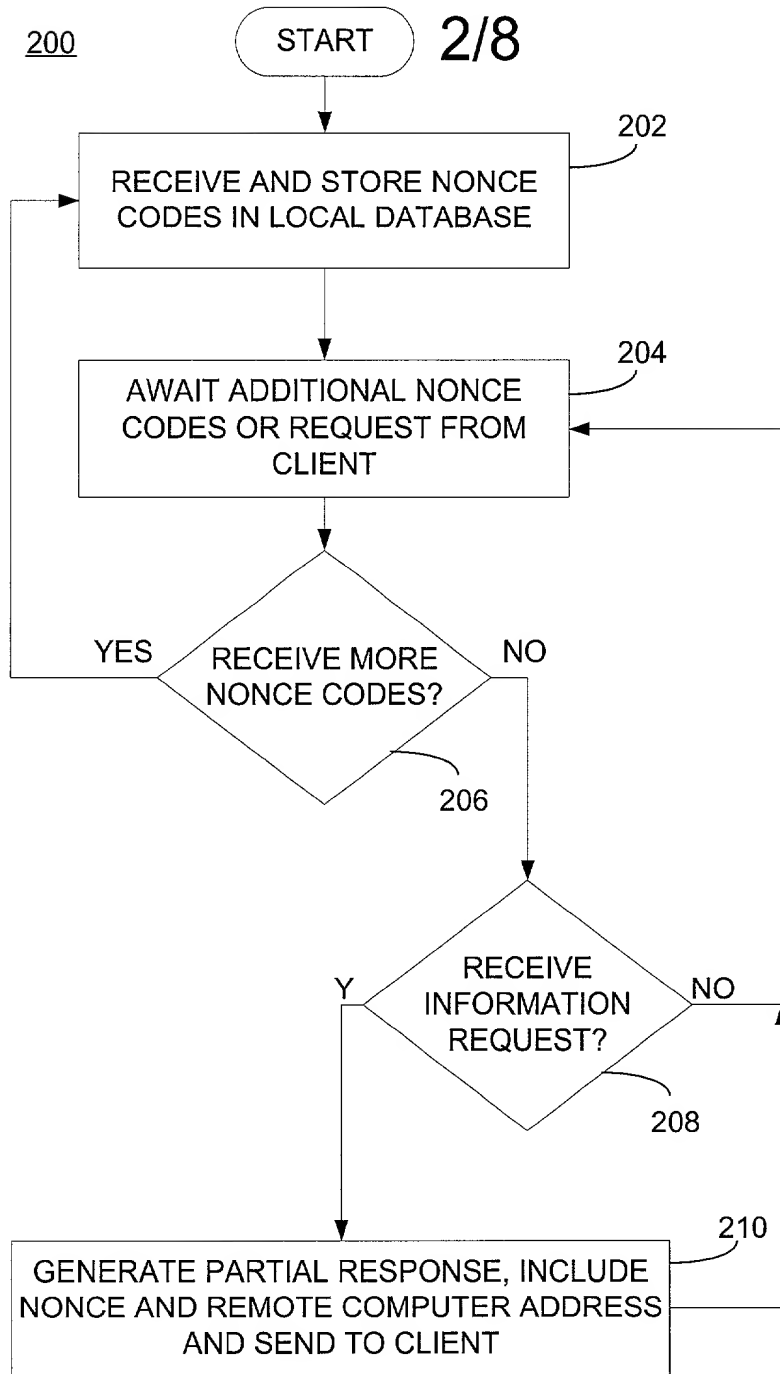 200
START
2/8
202
RECEIVE AND STORE NONCE
CODES IN LOCAL DATABASE
204
AWAIT ADDITIONAL NONCE
CODES OR REQUEST FROM
CLIENT
YES
RECEIVE MORE
NONCE CODES?
NO
206
Y
RECEIVE
INFORMATION
REQUEST?
NO
208
210
GENERATE PARTIAL RESPONSE, INCLUDE
NONCE AND REMOTE COMPUTER ADDRESS
AND SEND TO CLIENT